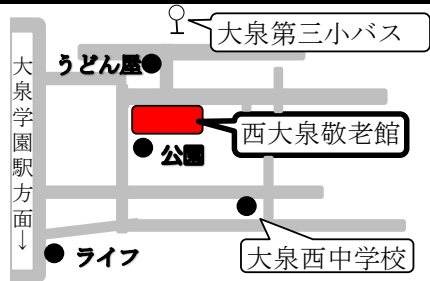 大泉第三小バス
うどん屋
大泉学園駅方面↓
西大泉敬老館
公園
大泉西中学校
ライフ